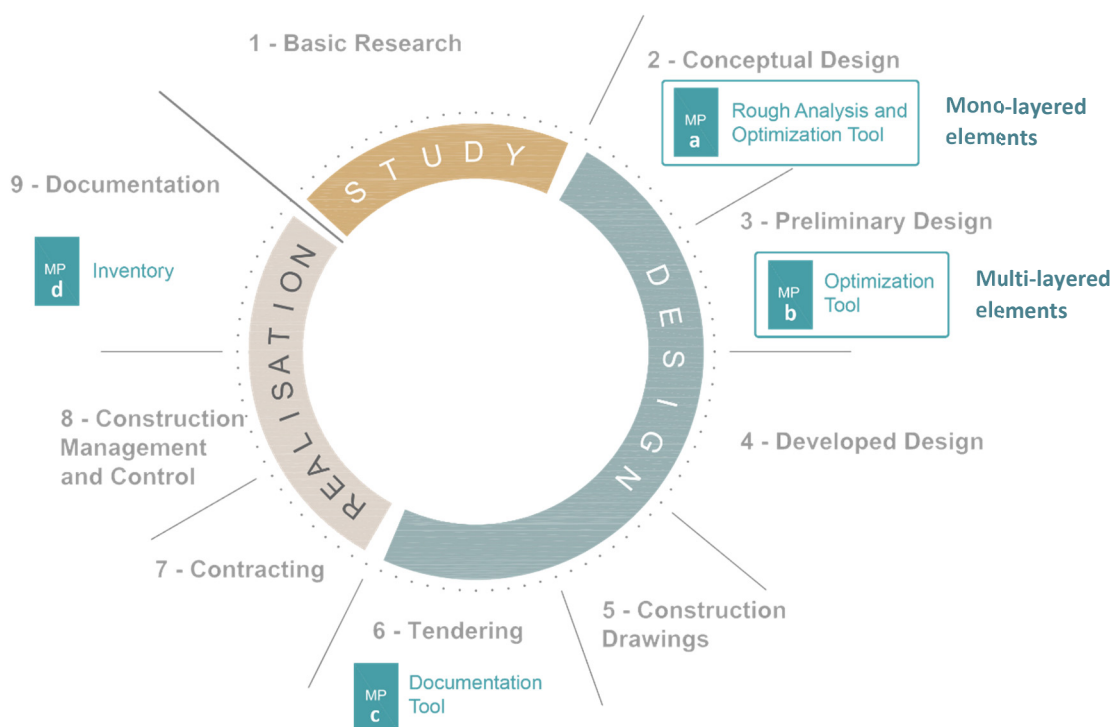 1 - Basic Research
2 - Conceptual Design
MP
a
Rough Analysis and
Optimization Tool
Mono-layered
elements
3 - Preliminary Design
MP
b
Optimization
Tool
Multi-layered
elements
4 - Developed Design
5 - Construction
Drawings
6 - Tendering
MP
c
Documentation
Tool
7 - Contracting
8 - Construction
Management
and Control
9 - Documentation
MP
d
Inventory
STUDY
DESIGN
REALISATION